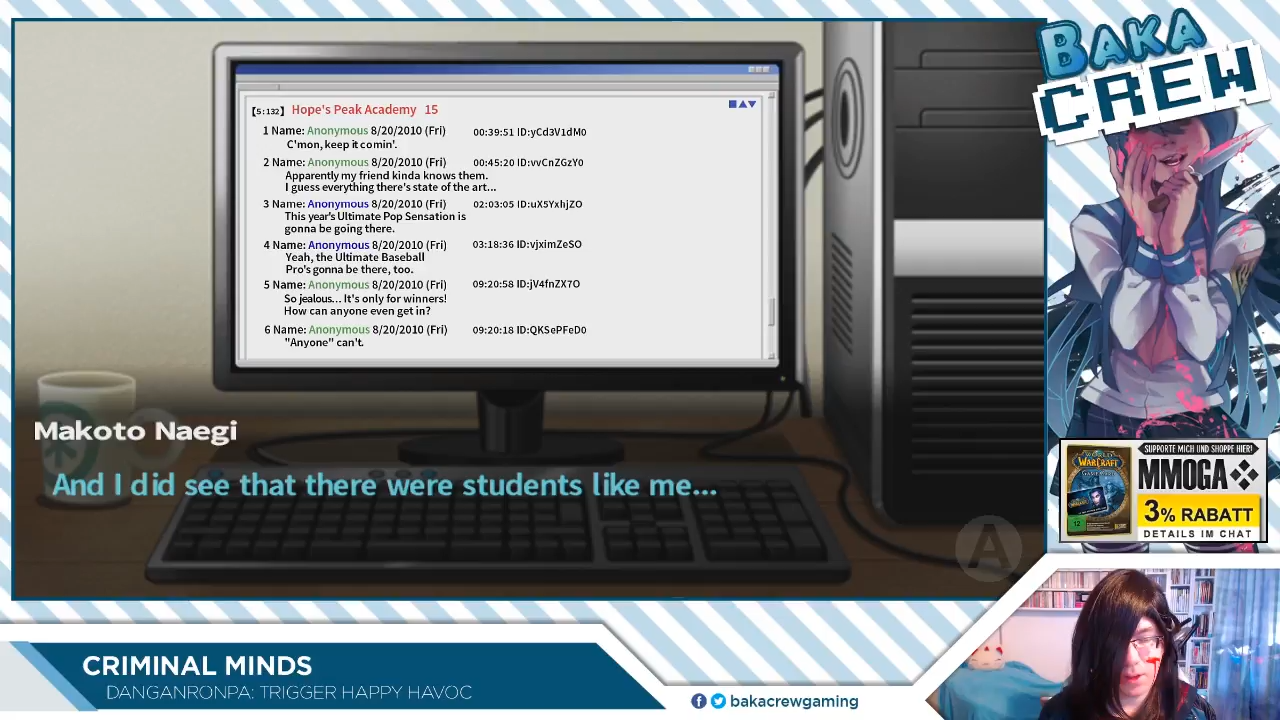 BAKA
CREW
【5:132】 Hope's Peak Academy 15
1 Name: Anonymous 8/20/2010 (Fri) 00:39:51 ID:yCd3V1dM0
C'mon, keep it comin'.
2 Name: Anonymous 8/20/2010 (Fri) 00:45:20 ID:vvCnZGzY0
Apparently my friend kinda knows them.
I guess everything there's state of the art...
3 Name: Anonymous 8/20/2010 (Fri) 02:03:05 ID:uX5YxhjZO
This year's Ultimate Pop Sensation is
gonna be going there.
4 Name: Anonymous 8/20/2010 (Fri) 03:18:36 ID:vjximZeSO
Yeah, the Ultimate Baseball
Pro's gonna be there, too.
5 Name: Anonymous 8/20/2010 (Fri) 09:20:58 ID:jV4fnZX7O
So jealous... It's only for winners!
How can anyone even get in?
6 Name: Anonymous 8/20/2010 (Fri) 09:20:18 ID:QKSePFeD0
"Anyone" can't.
Makoto Naegi
And I did see that there were students like me...
A
SUPPORTE MICH UND SHOPPE HIER!
WORLD
OF
WARCRAFT
MMOGA
3% RABATT
DETAILS IM CHAT
CRIMINAL MINDS
DANGANRONPA: TRIGGER HAPPY HAVOC
bakacrewgaming